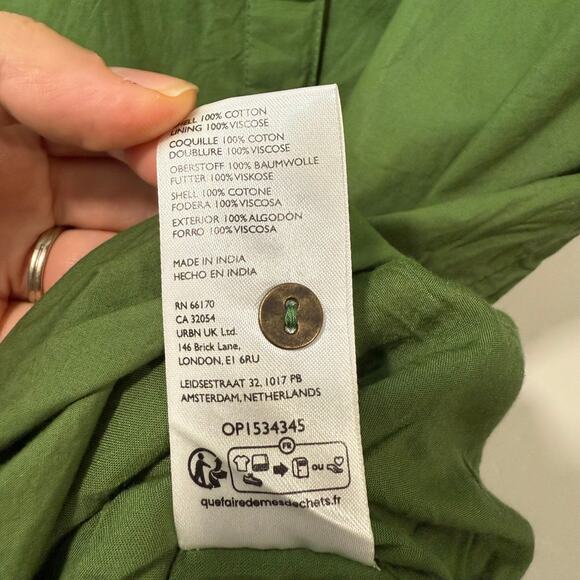 SHELL 100% COTTON
LINING 100% VISCOSE
COQUILLE 100% COTON
DOUBLURE 100% VISCOSE
OBERSTOFF 100% BAUMWOLLE
FUTTER 100% VISKOSE
SHELL 100% COTONE
FODERA 100% VISCOSA
EXTERIOR 100% ALGODÓN
FORRO 100% VISCOSA
MADE IN INDIA
HECHO EN INDIA
RN 66170
CA 32054
URBN UK Ltd.
146 Brick Lane,
LONDON, E1 6RU
LEIDSESTRAAT 32, 1017 PB
AMSTERDAM, NETHERLANDS
OP1534345
FR
OU
quefairedemesdechets.fr